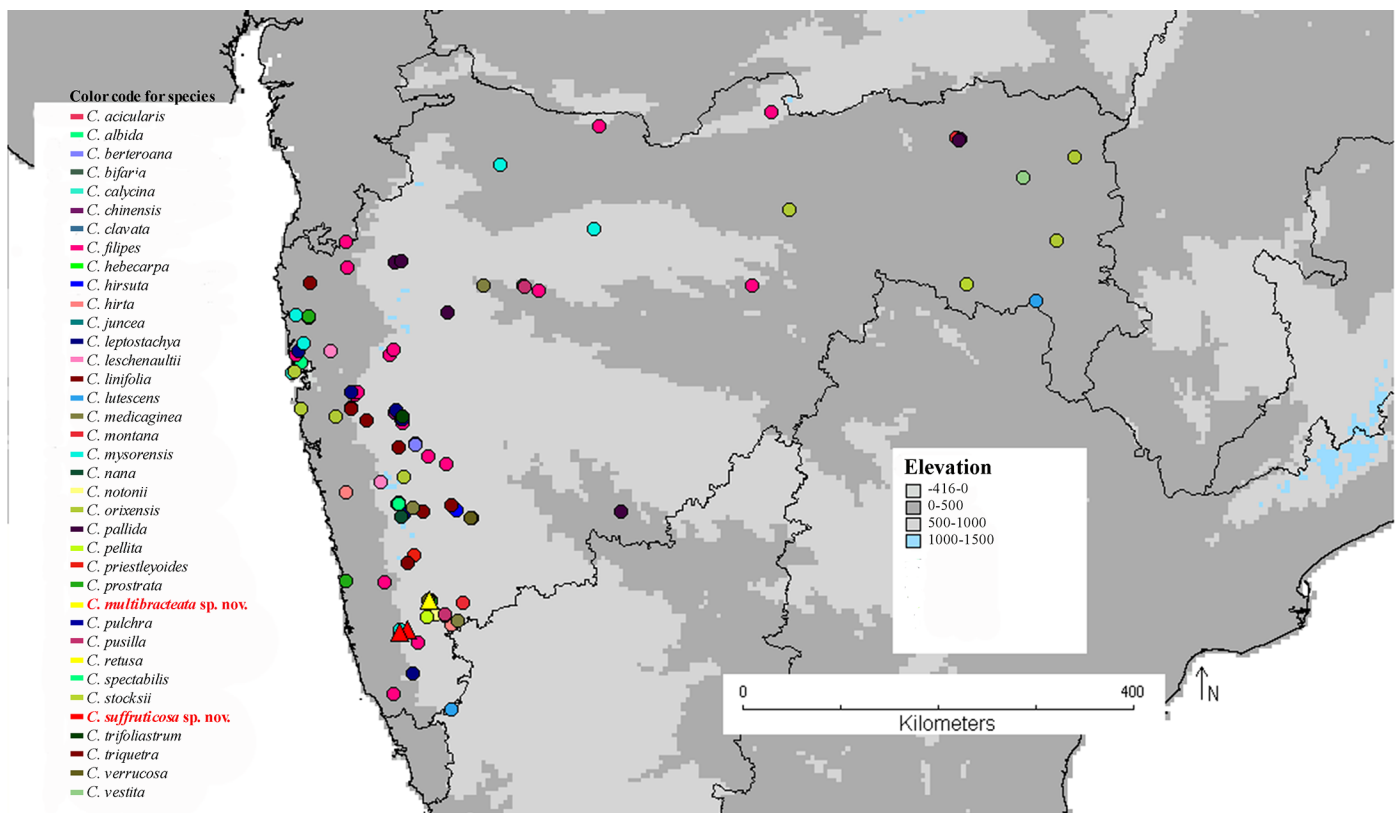 Color code for species
C. acicularis
C. albida
C. berteroana
C. bifaria
C. calycina
C. chinensis
C. clavata
C. filipes
C. hebecarpa
C. hirsuta
C. hirta
C. juncea
C. leptostachya
C. leschenaultii
C. linifolia
C. lutescens
C. medicaginea
C. montana
C. mysorensis
C. nana
C. notonii
C. orixensis
C. pallida
C. pellita
C. priestleyoides
C. prostrata
C. multibracteata sp. nov.
C. pulchra
C. pusilla
C. retusa
C. spectabilis
C. stocksii
C. suffruticosa sp. nov.
C. trifoliastrum
C. triquetra
C. verrucosa
C. vestita
Elevation
-416-0
0-500
500-1000
1000-1500
0 400
Kilometers
N